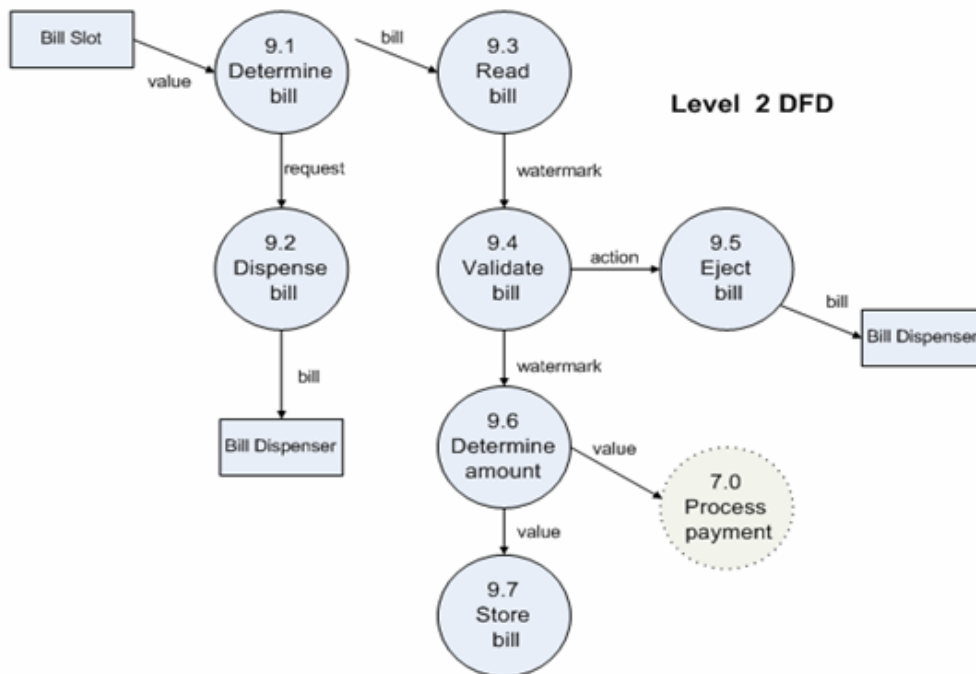 Bill Slot
value
9.1
Determine
bill
bill
9.3
Read
bill
Level 2 DFD
request
watermark
9.2
Dispense
bill
9.4
Validate
bill
action
9.5
Eject
bill
bill
Bill Dispenser
bill
watermark
Bill Dispenser
9.6
Determine
amount
value
7.0
Process
payment
value
9.7
Store
bill